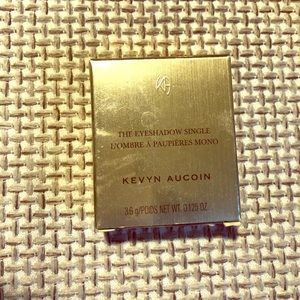 THE EYESHADOW SINGLE
L'OMBRE À PAUPIÈRES MONO
KEVYN AUCOIN
3.6 g/POIDS NET WT. 0.125 OZ